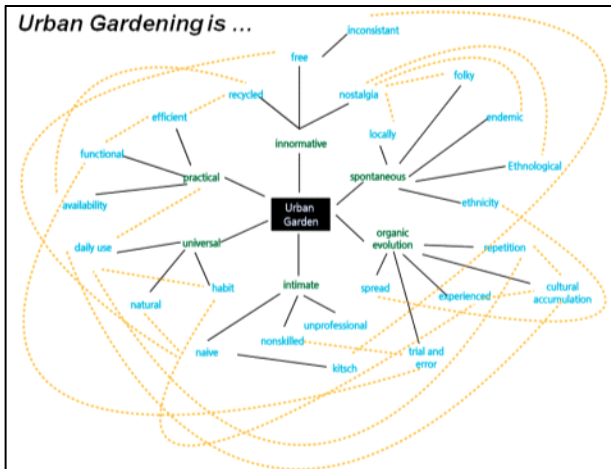 Urban Gardening is ...
inconsistant
free
folky
recycled
nostalgia
efficient
endemic
locally
innormative
functional
Ethnological
practical
spontaneous
availability
ethnicity
Urban
Garden
organic
evolution
daily use
universal
repetition
intimate
spread
experienced
cultural
accumulation
habit
natural
unprofessional
nonskilled
trial and
error
naive
kitsch